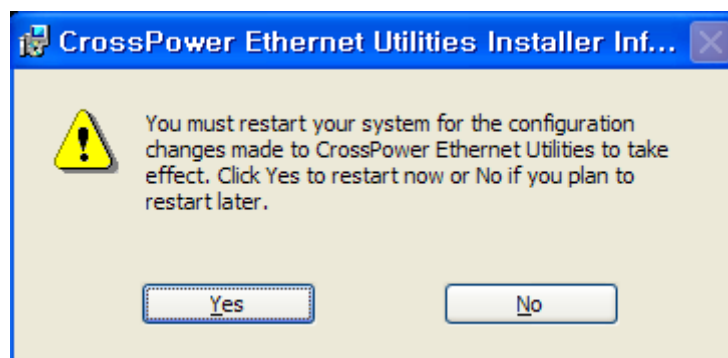 CrossPower Ethernet Utilities Installer Inf...
You must restart your system for the configuration
changes made to CrossPower Ethernet Utilities to take
effect. Click Yes to restart now or No if you plan to
restart later.
Yes
No